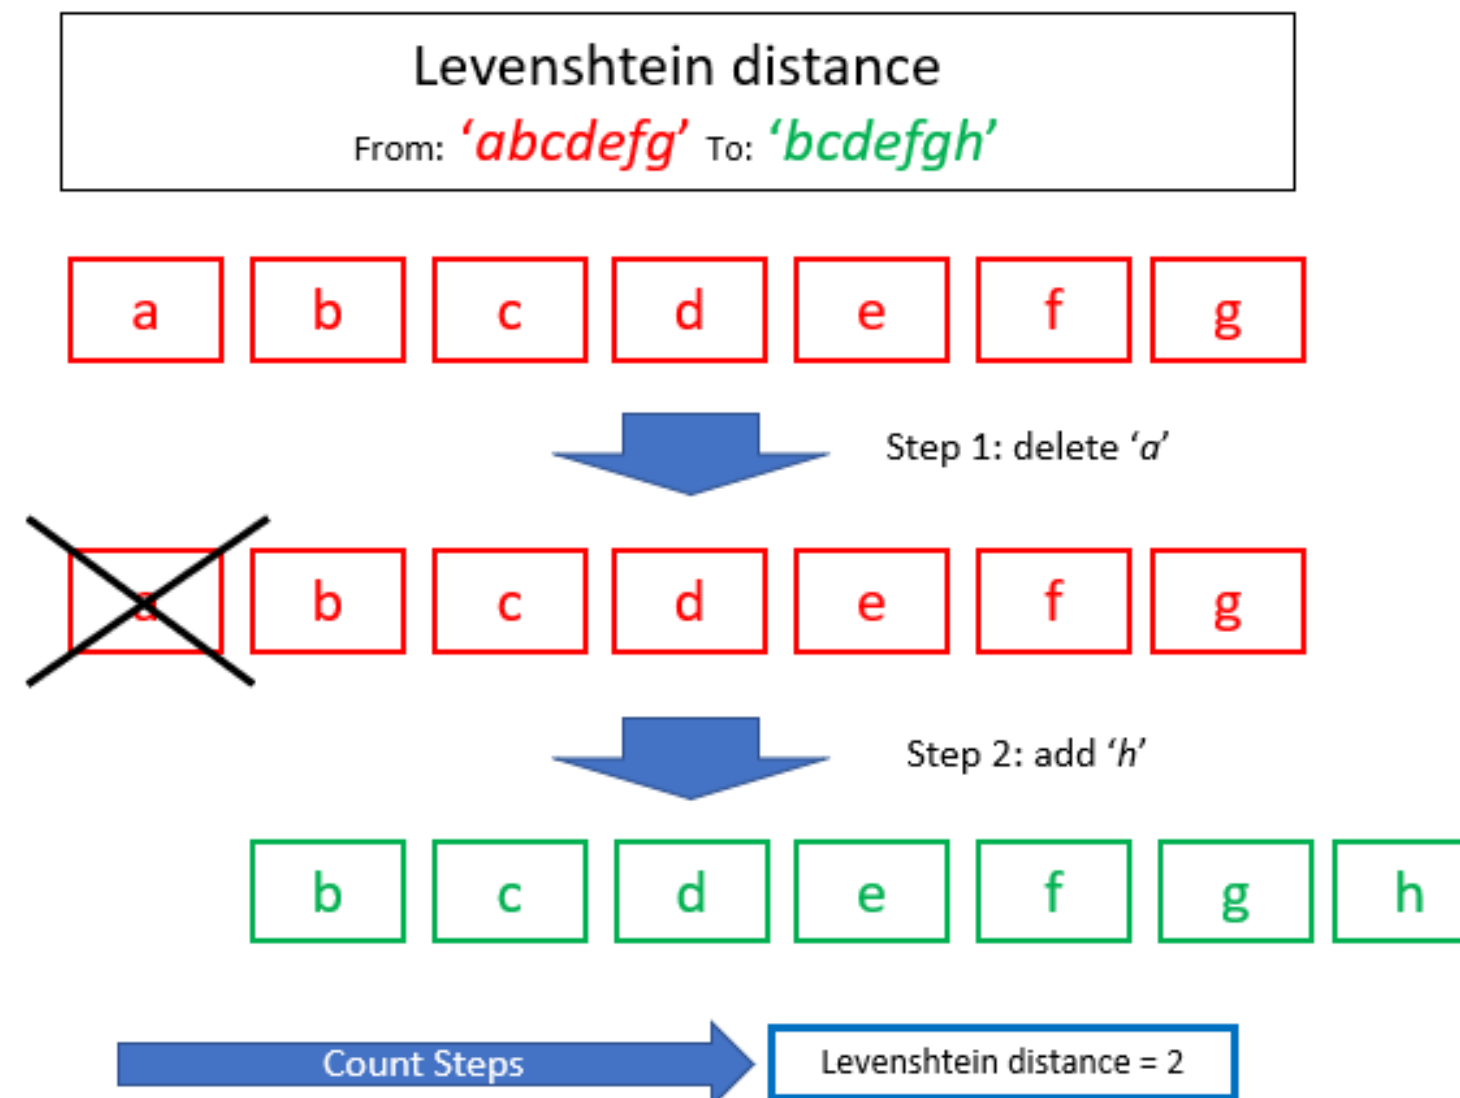 Levenshtein distance
From: ‘abcdefg’ To: ‘bcdefgh’
a b c d e f g
Step 1: delete ‘a’
a b c d e f g
Step 2: add ‘h’
b c d e f g h
Count Steps
Levenshtein distance = 2